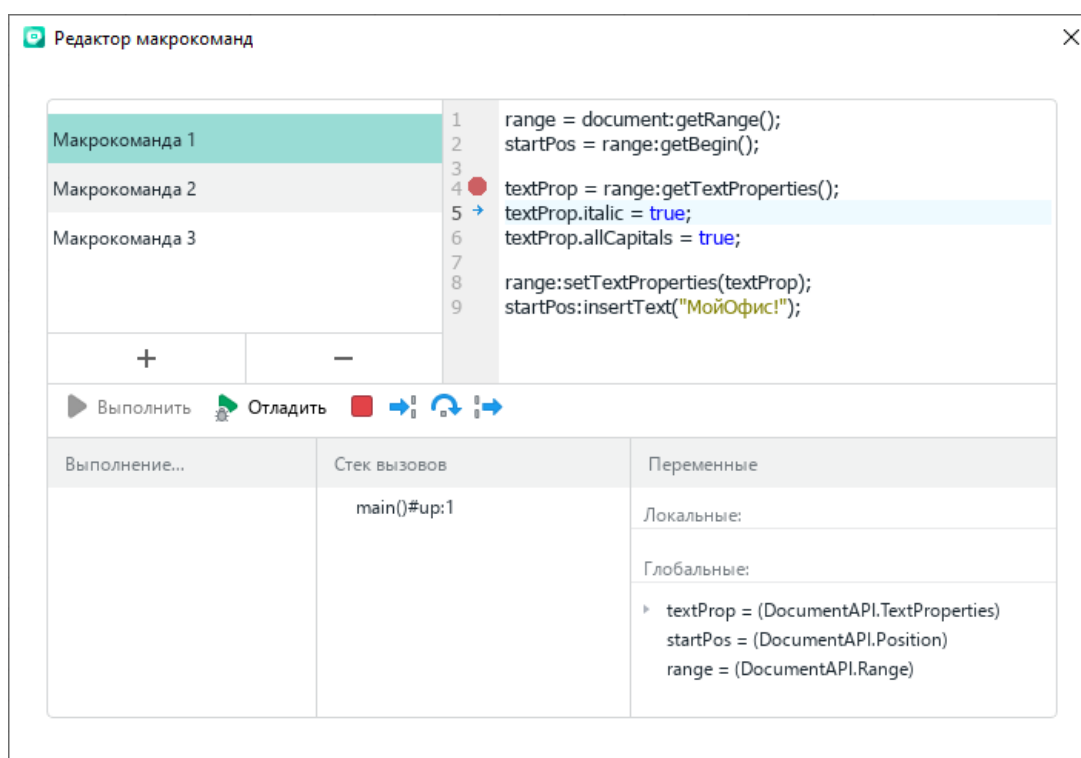 Редактор макрокоманд
Макрокоманда 1
Макрокоманда 2
Макрокоманда 3
1 range = document:getRange();
2 startPos = range:getBegin();
3
4 textProp = range:getTextProperties();
5 textProp.italic = true;
6 textProp.allCapitals = true;
7
8 range:setTextProperties(textProp);
9 startPos:insertText("МойОфис!");
+ −
Выполнить Отладить
Выполнение...
Стек вызовов
main()#up:1
Переменные
Локальные:
Глобальные:
textProp = (DocumentAPI.TextProperties)
startPos = (DocumentAPI.Position)
range = (DocumentAPI.Range)